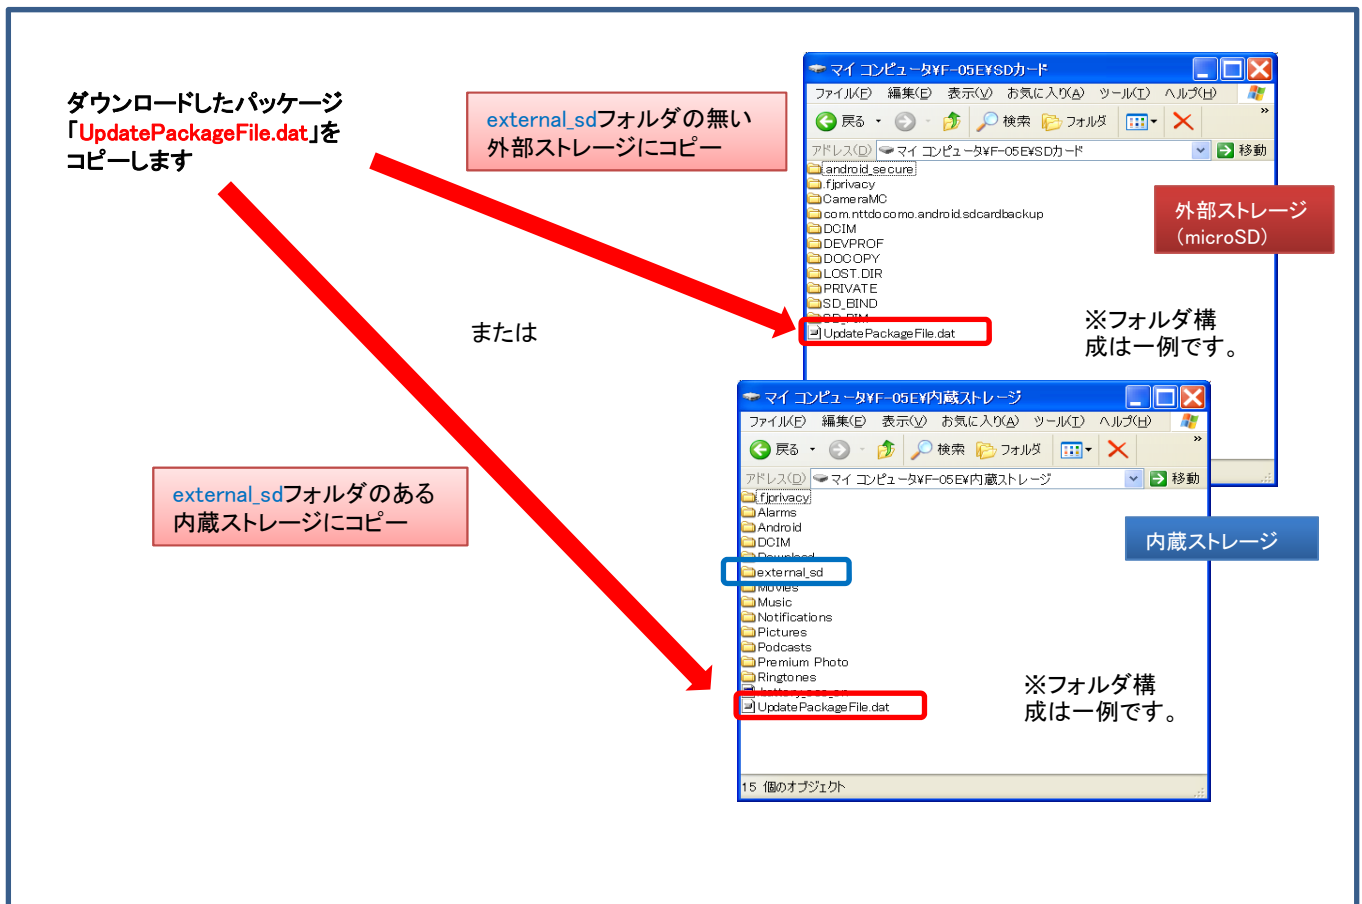 ダウンロードしたパッケージ
「UpdatePackageFile.dat」を
コピーします
external_sdフォルダの無い
外部ストレージにコピー
または
external_sdフォルダのある
内蔵ストレージにコピー
マイ コンピュータ¥F-05E¥SDカード
ファイル(F) 編集(E) 表示(V) お気に入り(A) ツール(T) ヘルプ(H)
戻る 検索 フォルダ
アドレス(D) マイ コンピュータ¥F-05E¥SDカード 移動
.android_secure
.fjprivacy
CameraMC
com.nttdocomo.android.sdcardbackup
DCIM
DEVPROF
DOCOPY
LOST.DIR
PRIVATE
SD_BIND
SD_PIM
UpdatePackageFile.dat
外部ストレージ
(microSD)
※フォルダ構
成は一例です。
マイ コンピュータ¥F-05E¥内蔵ストレージ
ファイル(F) 編集(E) 表示(V) お気に入り(A) ツール(T) ヘルプ(H)
戻る 検索 フォルダ
アドレス(D) マイ コンピュータ¥F-05E¥内蔵ストレージ 移動
.fjprivacy
Alarms
Android
DCIM
Download
external_sd
Movies
Music
Notifications
Pictures
Podcasts
Premium Photo
Ringtones
UpdatePackageFile.dat
15 個のオブジェクト
内蔵ストレージ
※フォルダ構
成は一例です。